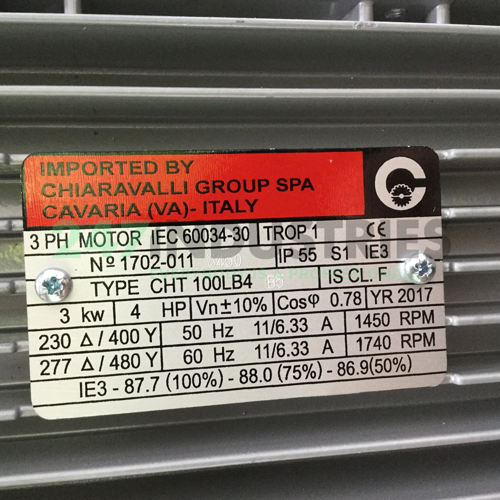 IMPORTED BY
CHIARAVALLI GROUP SPA
CAVARIA (VA)- ITALY
C
3 PH MOTOR IEC 60034-30 TROP 1 CE
Nº 1702-011 IP 55 S1 IE3
TYPE CHT 100LB4 B5 IS CL. F
3 kw 4 HP Vn±10% Cosφ 0.78 YR 2017
230 Δ / 400 Y 50 Hz 11/6.33 A 1450 RPM
277 Δ / 480 Y 60 Hz 11/6.33 A 1740 RPM
IE3 - 87.7 (100%) - 88.0 (75%) - 86.9(50%)